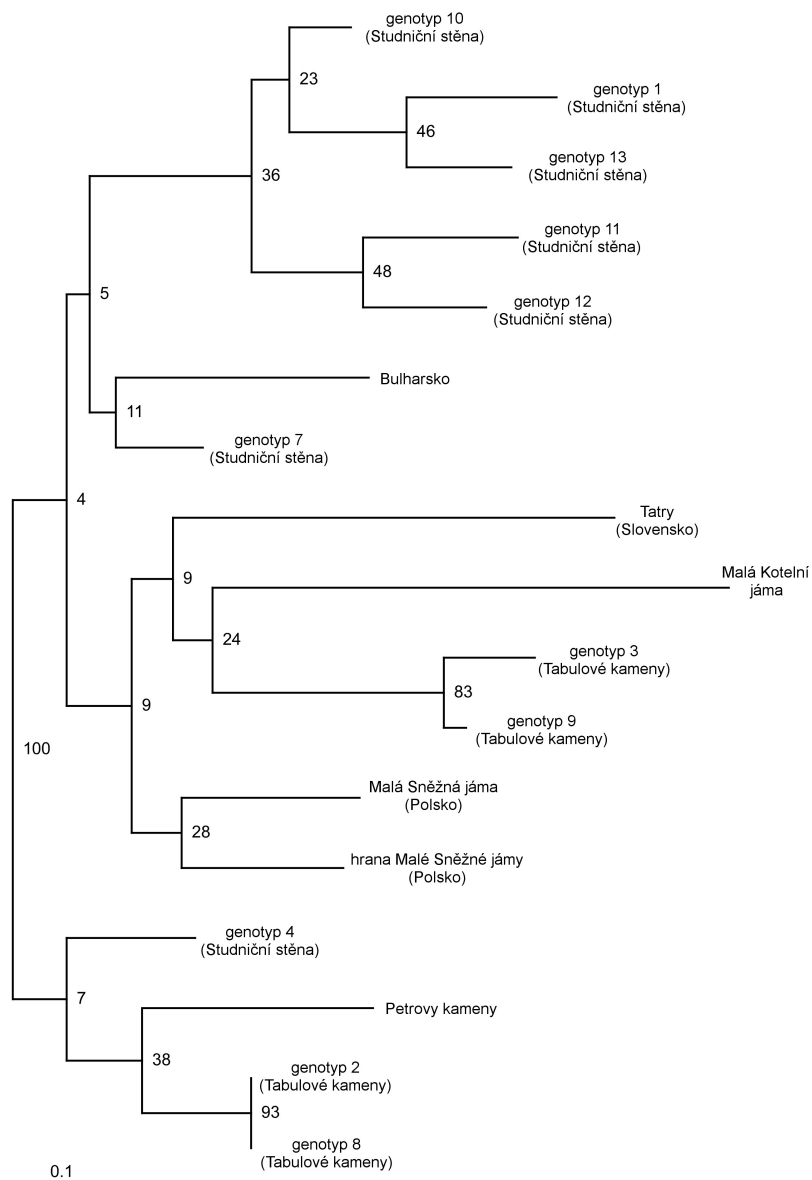 genotyp 10
(Studniční stěna)
23
genotyp 1
(Studniční stěna)
46
genotyp 13
(Studniční stěna)
36
genotyp 11
(Studniční stěna)
48
genotyp 12
(Studniční stěna)
5
Bulharsko
11
genotyp 7
(Studniční stěna)
4
Tatry
(Slovensko)
9
Malá Kotelní
jáma
24
genotyp 3
(Tabulové kameny)
83
9
genotyp 9
(Tabulové kameny)
100
Malá Sněžná jáma
(Polsko)
28
hrana Malé Sněžné jámy
(Polsko)
genotyp 4
(Studniční stěna)
7
Petrovy kameny
38
genotyp 2
(Tabulové kameny)
93
genotyp 8
(Tabulové kameny)
0.1